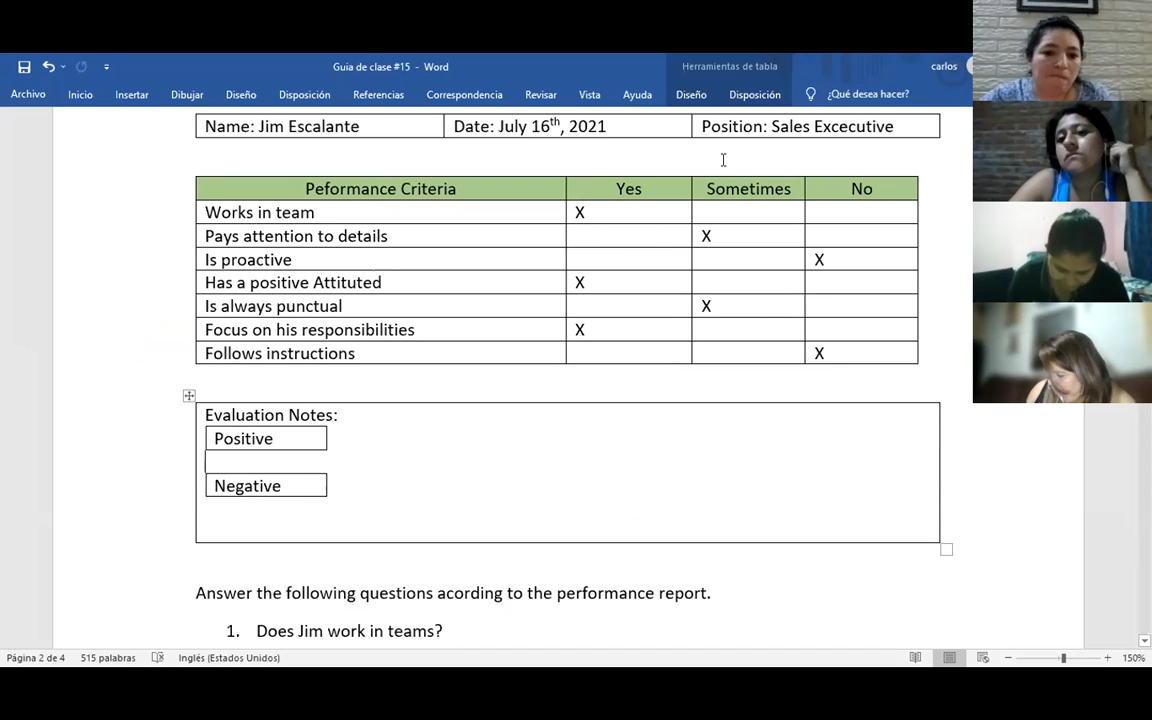 Guia de clase #15 - Word
Herramientas de tabla
carlos
Archivo Inicio Insertar Dibujar Diseño Disposición Referencias Correspondencia Revisar Vista Ayuda Diseño Disposición ¿Qué desea hacer?
Name: Jim Escalante Date: July 16th, 2021 Position: Sales Excecutive
Peformance Criteria Yes Sometimes No
Works in team X
Pays attention to details X
Is proactive X
Has a positive Attituted X
Is always punctual X
Focus on his responsibilities X
Follows instructions X
Evaluation Notes:
Positive
Negative
Answer the following questions acording to the performance report.
1. Does Jim work in teams?
Página 2 de 4 515 palabras Inglés (Estados Unidos) 150%